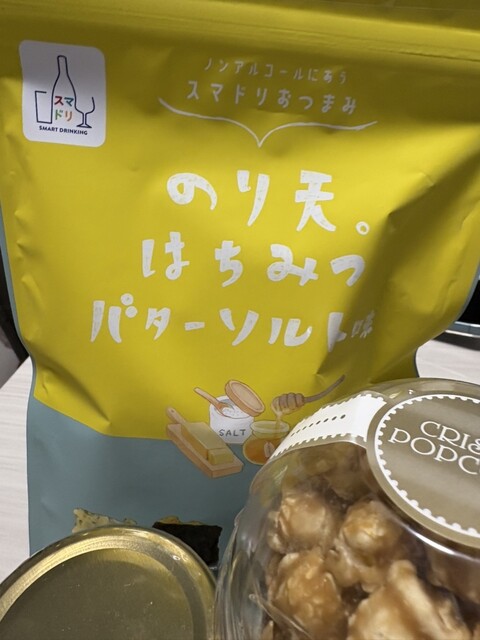 スマ
ドリ
SMART DRINKING
ノンアルコールにあう
スマドリおつまみ
のり天。
はちみつ
バターソルト味
SALT